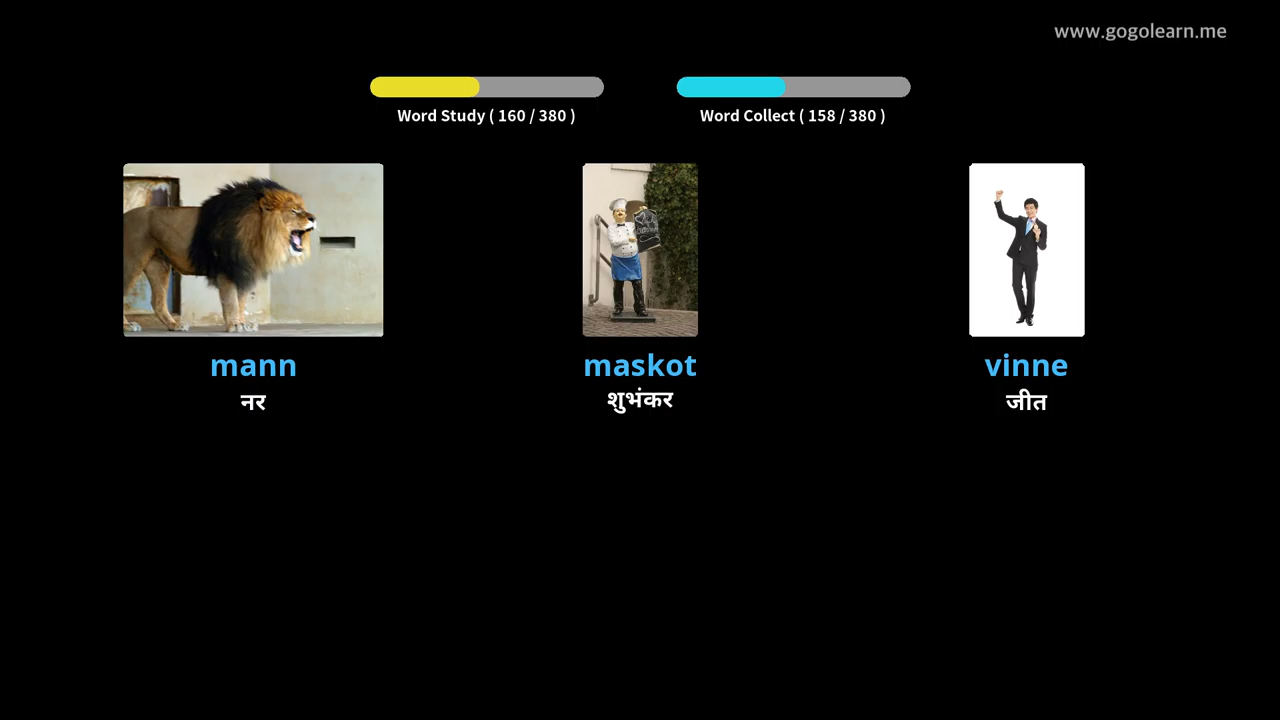 www.gogolearn.me
Word Study ( 160 / 380 )
Word Collect ( 158 / 380 )
mann
नर
maskot
शुभंकर
vinne
जीत